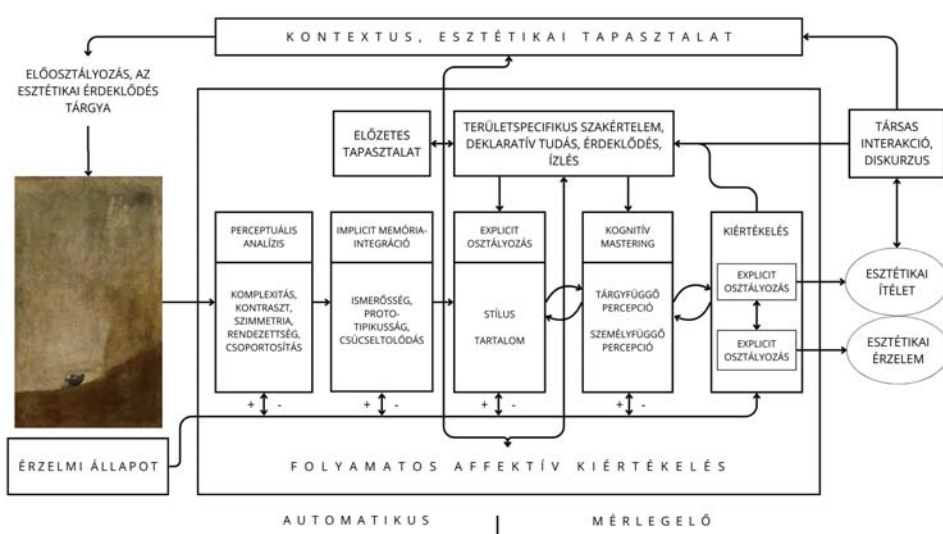 KONTEXTUS, ESZTÉTIKAI TAPASZTALAT
ELŐOSZTÁLYOZÁS, AZ
ESZTÉTIKAI ÉRDEKLŐDÉS
TÁRGYA
ELŐZETES
TAPASZTALAT
TERÜLETSPECIFIKUS SZAKÉRTELEM,
DEKLARATÍV TUDÁS, ÉRDEKLŐDÉS,
ÍZLÉS
TÁRSAS
INTERAKCIÓ,
DISKURZUS
PERCEPTUÁLIS
ANALÍZIS
KOMPLEXITÁS,
KONTRASZT,
SZIMMETRIA,
RENDEZETTSÉG,
CSOPORTOSÍTÁS
IMPLICIT MEMÓRIA-
INTEGRÁCIÓ
ISMERŐSSÉG,
PROTO-
TIPIKUSSÁG,
CSÚCSELTOLÓDÁS
EXPLICIT
OSZTÁLYOZÁS
STÍLUS
TARTALOM
KOGNITÍV
MASTERING
TÁRGYFÜGGŐ
PERCEPCIÓ
SZEMÉLYFÜGGŐ
PERCEPCIÓ
KIÉRTÉKELÉS
EXPLICIT
OSZTÁLYOZÁS
EXPLICIT
OSZTÁLYOZÁS
ESZTÉTIKAI
ÍTÉLET
ESZTÉTIKAI
ÉRZELEM
+ -
+ -
+ -
+ -
ÉRZELMI ÁLLAPOT
FOLYAMATOS AFFEKTÍV KIÉRTÉKELÉS
AUTOMATIKUS
MÉRLEGELŐ